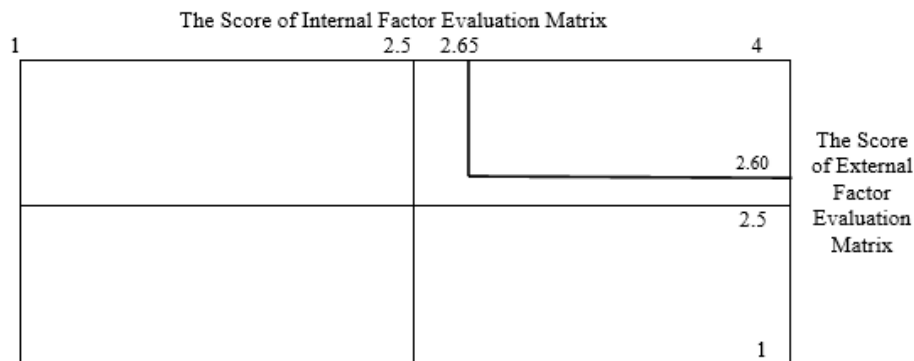 The Score of Internal Factor Evaluation Matrix
1 2.5 2.65 4
2.60
2.5
1
The Score
of External
Factor
Evaluation
Matrix